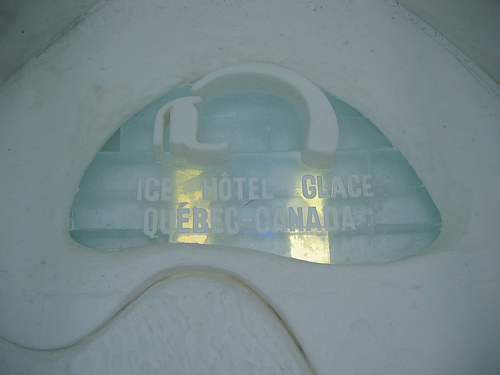 ICE HÔTEL GLACE
QUÉBEC-CANADA